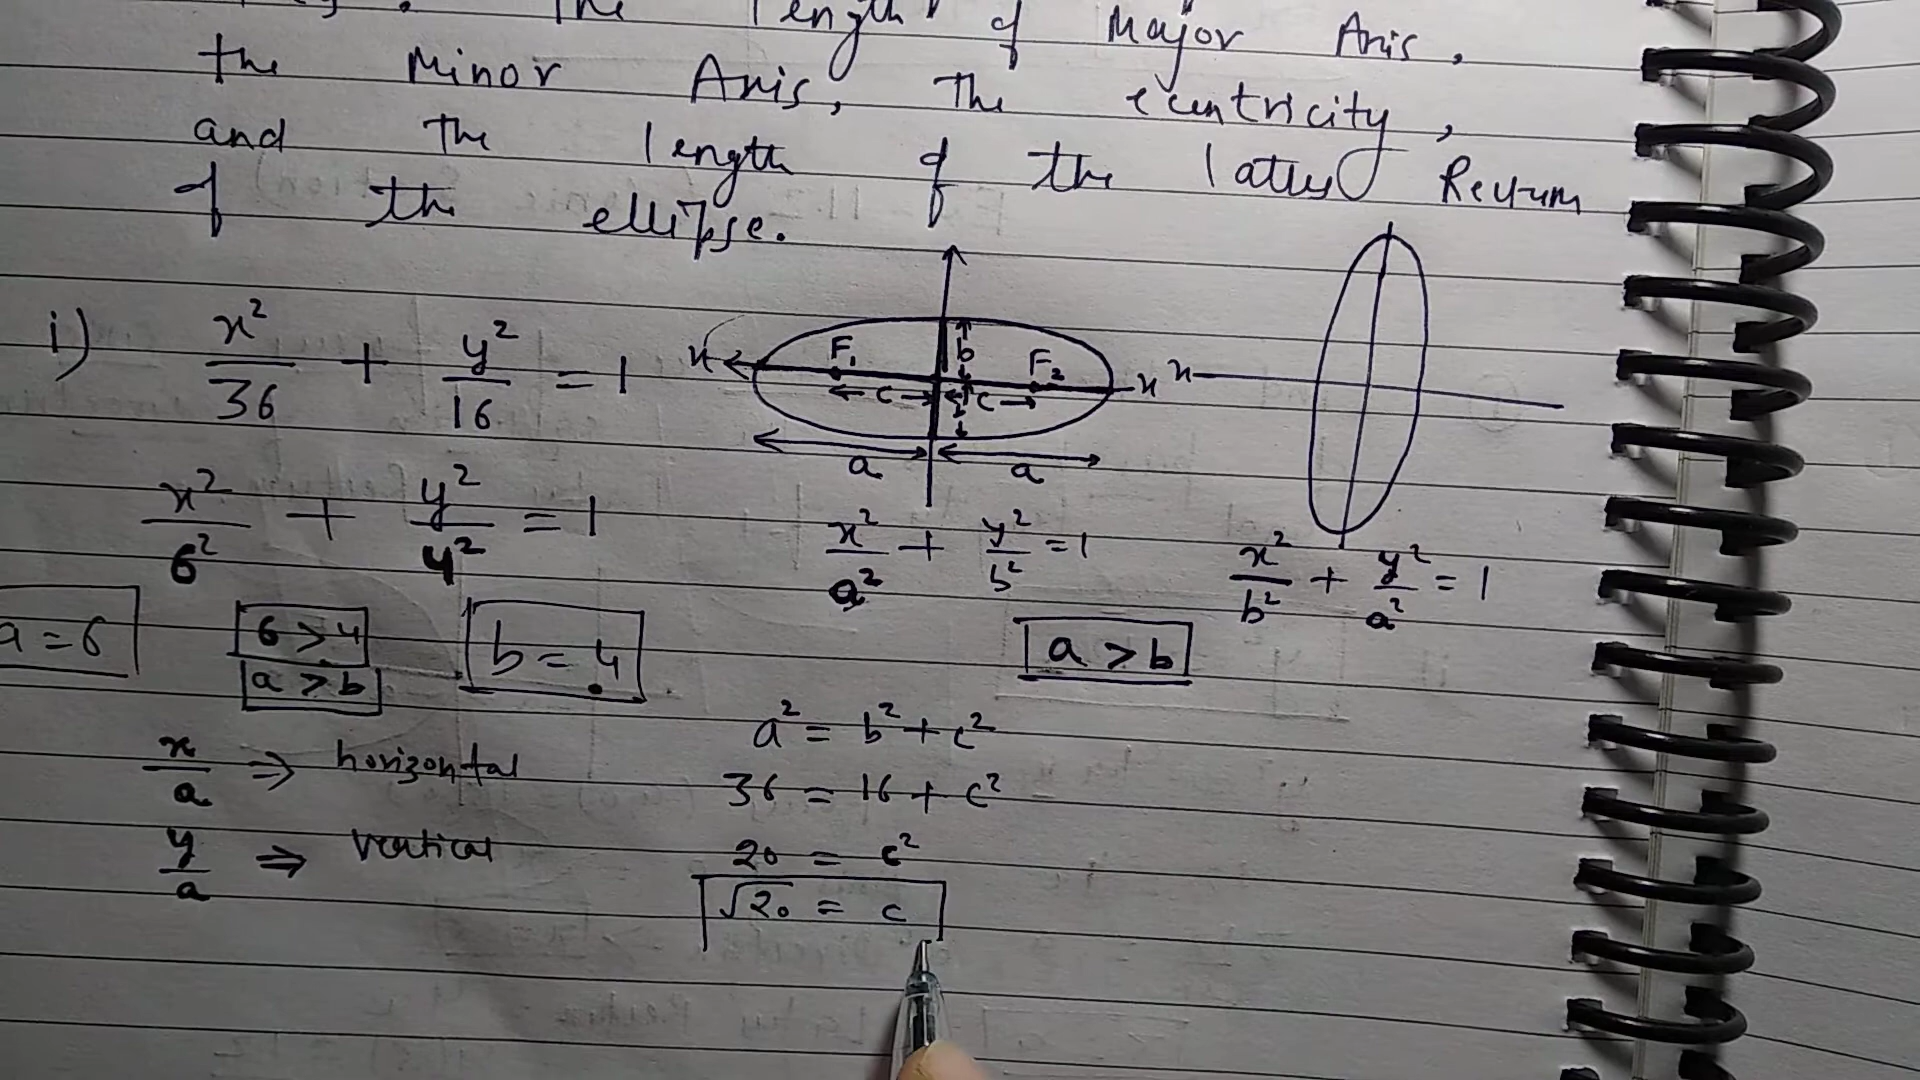 The length of Major Axis,
the Minor Axis, The eccentricity,
and the length of the latus Rectum
of the ellipse.
i) x²/36 + y²/16 = 1
x F₁ F₂ x x
b
c c
a a
x²/6² + y²/4² = 1
x²/a² + y²/b² = 1
x²/b² + y²/a² = 1
a = 6 6 > 4 b = 4 a > b
a > b
a² = b² + c²
x/a ⇒ horizontal
36 = 16 + c²
y/a ⇒ vertical
20 = c²
√20 = c